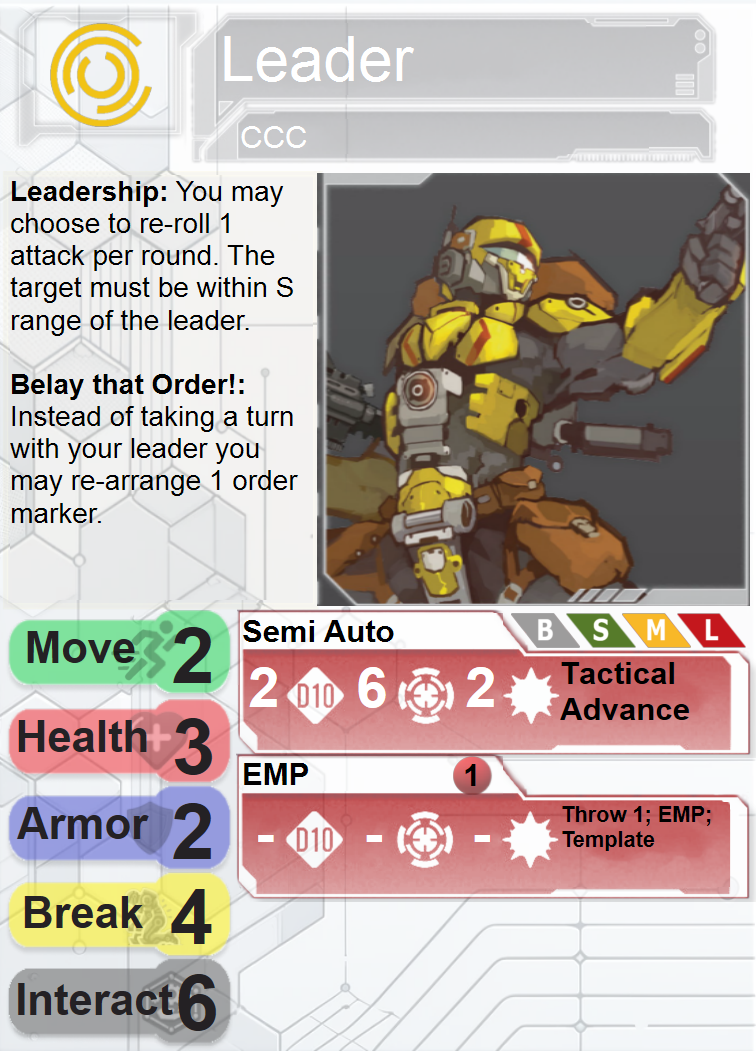 Leader
CCC
Leadership: You may
choose to re-roll 1
attack per round. The
target must be within S
range of the leader.
Belay that Order!:
Instead of taking a turn
with your leader you
may re-arrange 1 order
marker.
Move 2
Health 3
Armor 2
Break 4
Interact 6
Semi Auto B S M L
2 D10 6 2 Tactical
Advance
EMP 1
- D10 - - Throw 1; EMP;
Template